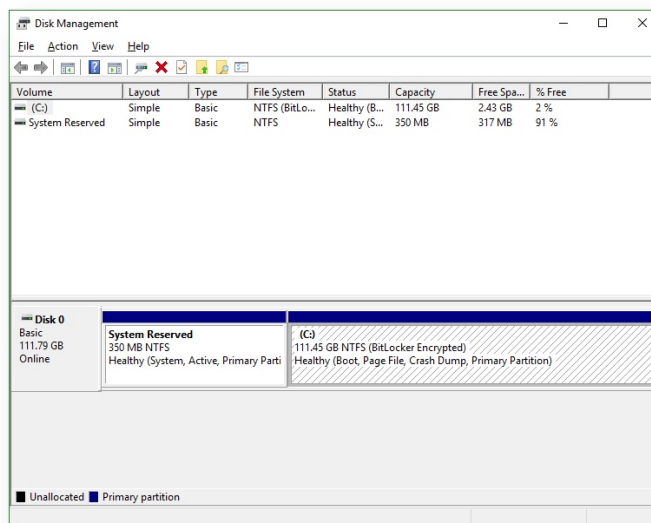 Disk Management
File Action View Help
Volume Layout Type File System Status Capacity Free Spa... % Free
(C:) Simple Basic NTFS (BitLo... Healthy (B... 111.45 GB 2.43 GB 2 %
System Reserved Simple Basic NTFS Healthy (S... 350 MB 317 MB 91 %
Disk 0
Basic
111.79 GB
Online
System Reserved
350 MB NTFS
Healthy (System, Active, Primary Parti
(C:)
111.45 GB NTFS (BitLocker Encrypted)
Healthy (Boot, Page File, Crash Dump, Primary Partition)
Unallocated Primary partition